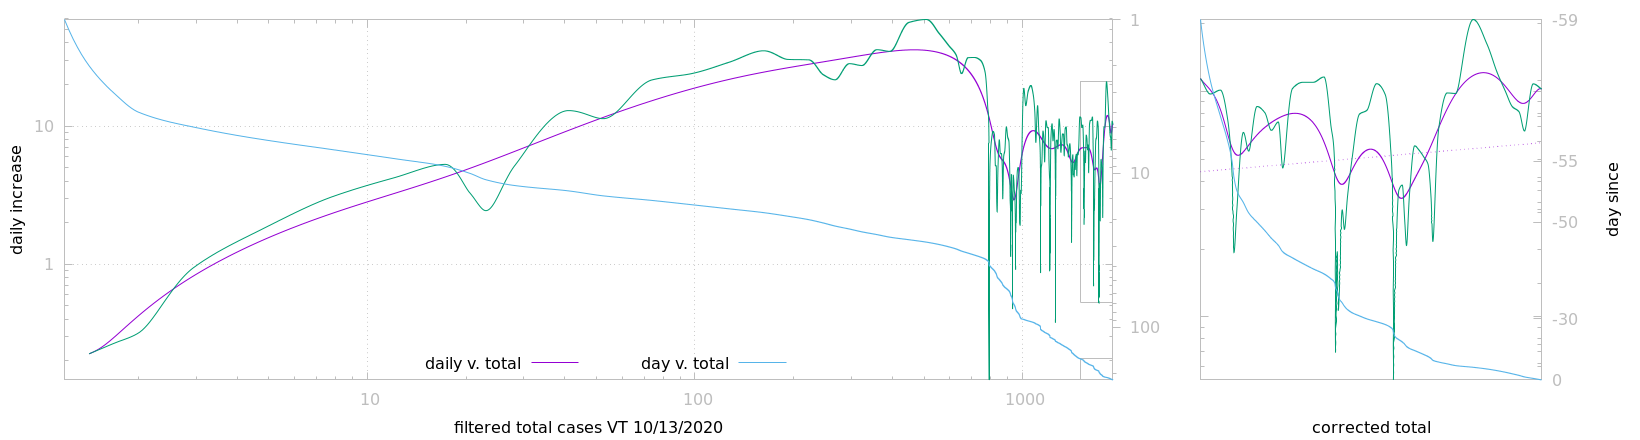 daily increase
10
1
daily v. total
day v. total
10
100
1000
1
10
100
filtered total cases VT 10/13/2020
-59
-55
-50
-30
0
day since
corrected total